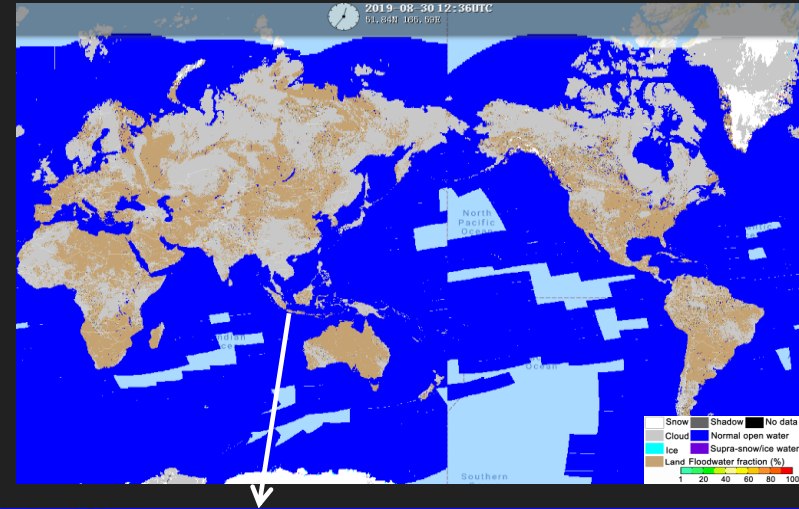 2019-08-30 12:36UTC
North
Pacific
Ocean
Indian
Ocean
Southern
Snow Shadow No data
Cloud Normal open water
Ice Supra-snow/ice water
Land Floodwater fraction (%)
1 20 40 60 80 100